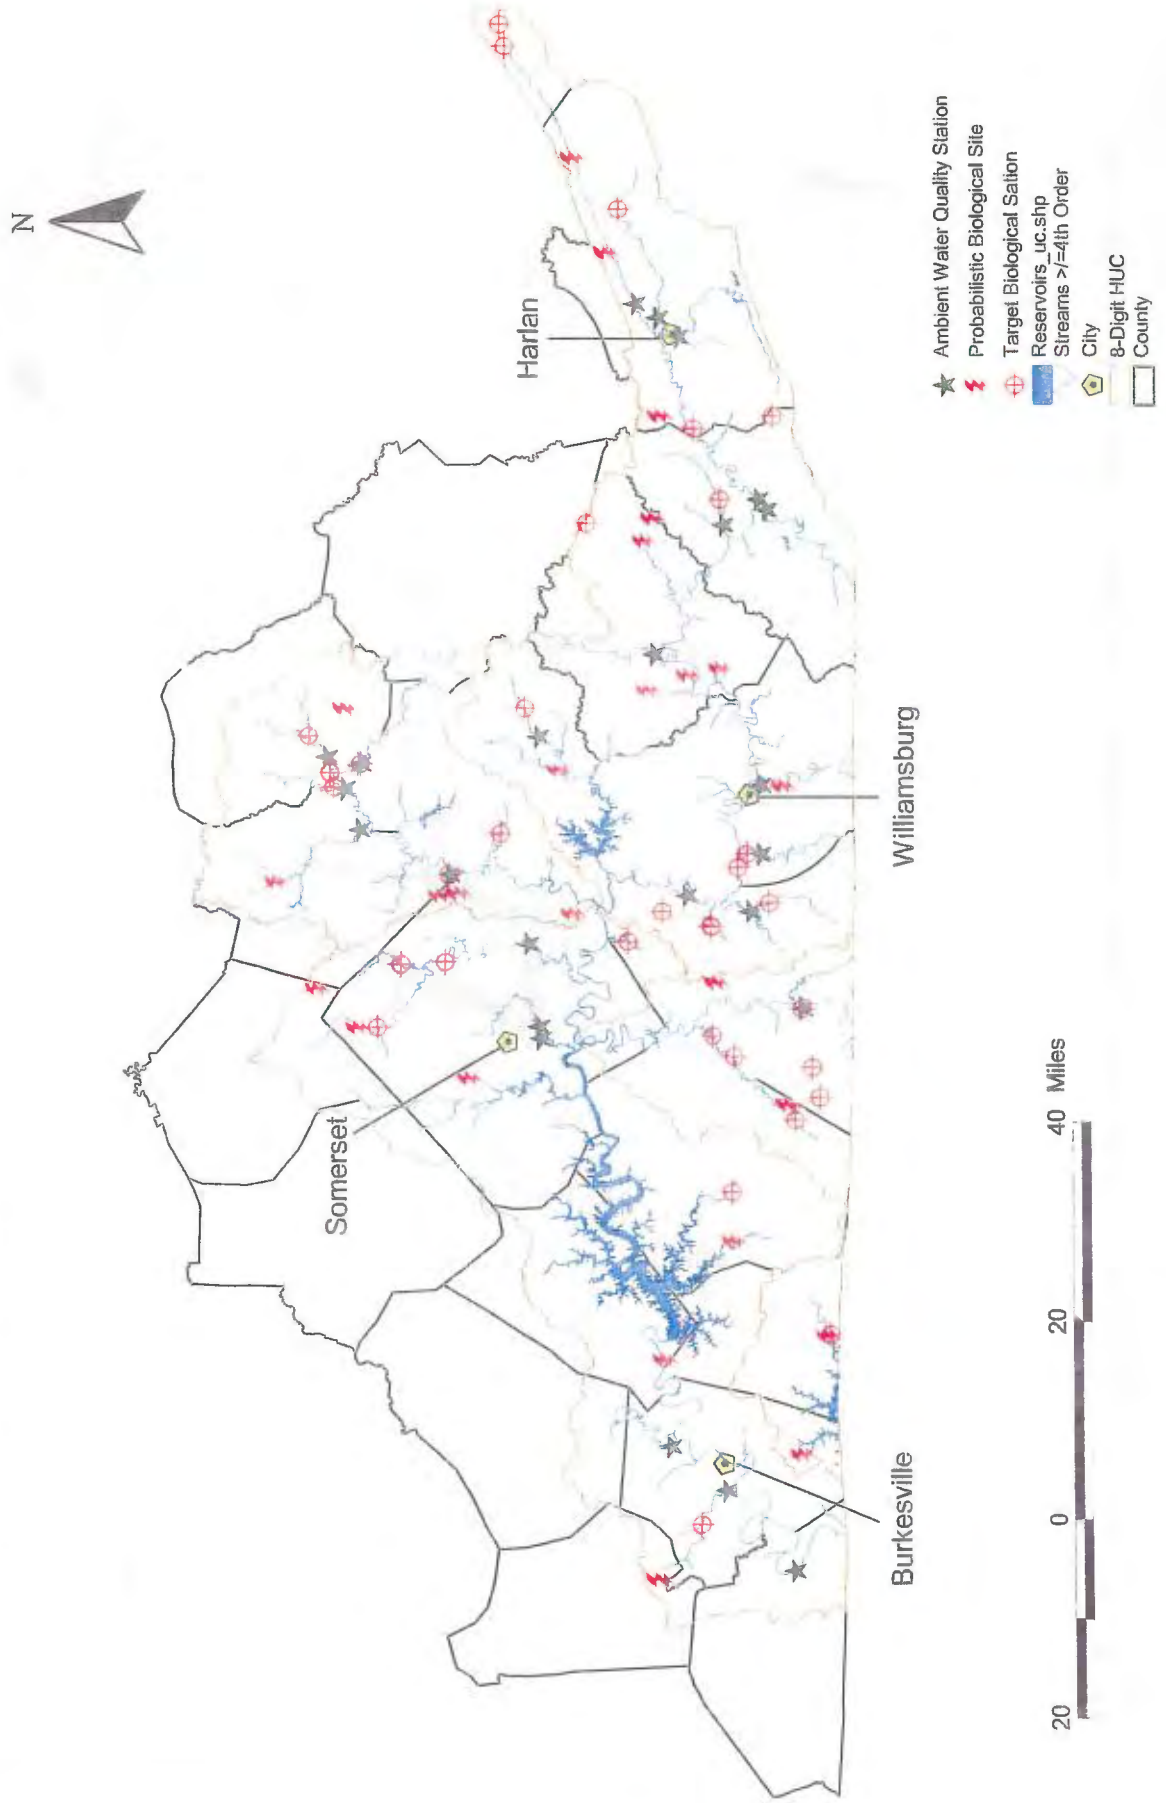 N
Harlan
Somerset
Williamsburg
Burkesville
Ambient Water Quality Station
Probabilistic Biological Site
Target Biological Sation
Reservoirs_uc.shp
Streams >/=4th Order
City
8-Digit HUC
County
20 0 20 40 Miles